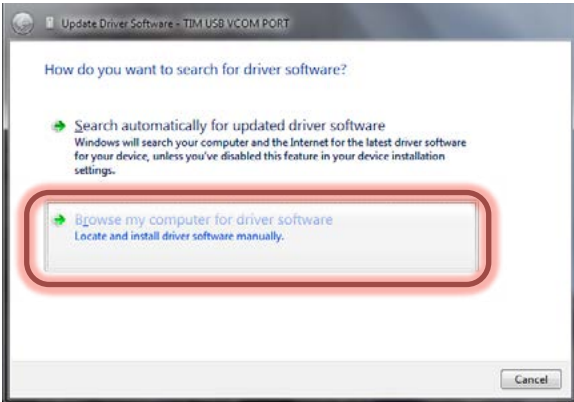 Update Driver Software - TIM USB VCOM PORT
How do you want to search for driver software?
Search automatically for updated driver software
Windows will search your computer and the Internet for the latest driver software
for your device, unless you've disabled this feature in your device installation
settings.
Browse my computer for driver software
Locate and install driver software manually.
Cancel